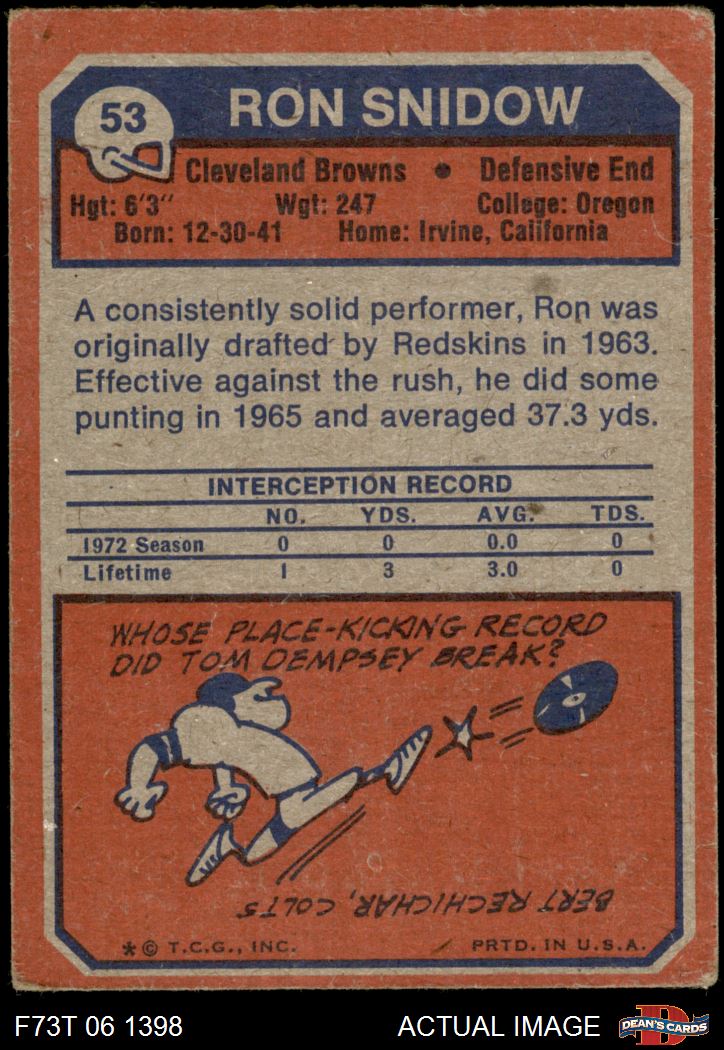 53
RON SNIDOW
Cleveland Browns • Defensive End
Hgt: 6'3" Wgt: 247 College: Oregon
Born: 12-30-41 Home: Irvine, California
A consistently solid performer, Ron was
originally drafted by Redskins in 1963.
Effective against the rush, he did some
punting in 1965 and averaged 37.3 yds.
INTERCEPTION RECORD
NO. YDS. AVG. TDS.
1972 Season 0 0 0.0 0
Lifetime 1 3 3.0 0
WHOSE PLACE-KICKING RECORD
DID TOM DEMPSEY BREAK?
BERT RECHICHAR, COLTS
* © T.C.G., INC. PRTD. IN U.S.A.
F73T 06 1398 ACTUAL IMAGE D DEAN'S CARDS